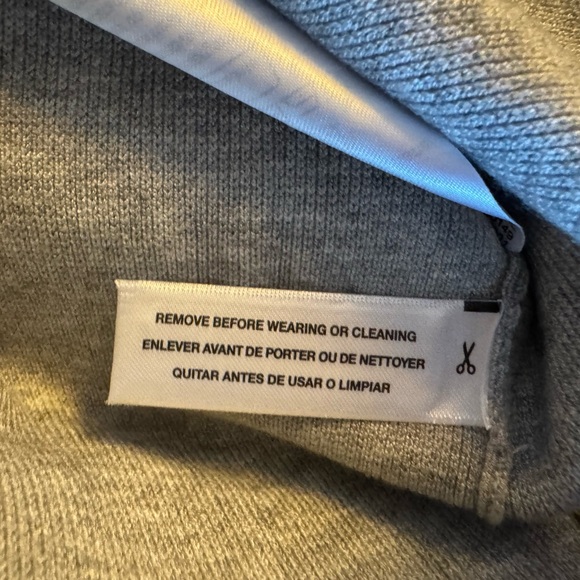 REMOVE BEFORE WEARING OR CLEANING
ENLEVER AVANT DE PORTER OU DE NETTOYER
QUITAR ANTES DE USAR O LIMPIAR